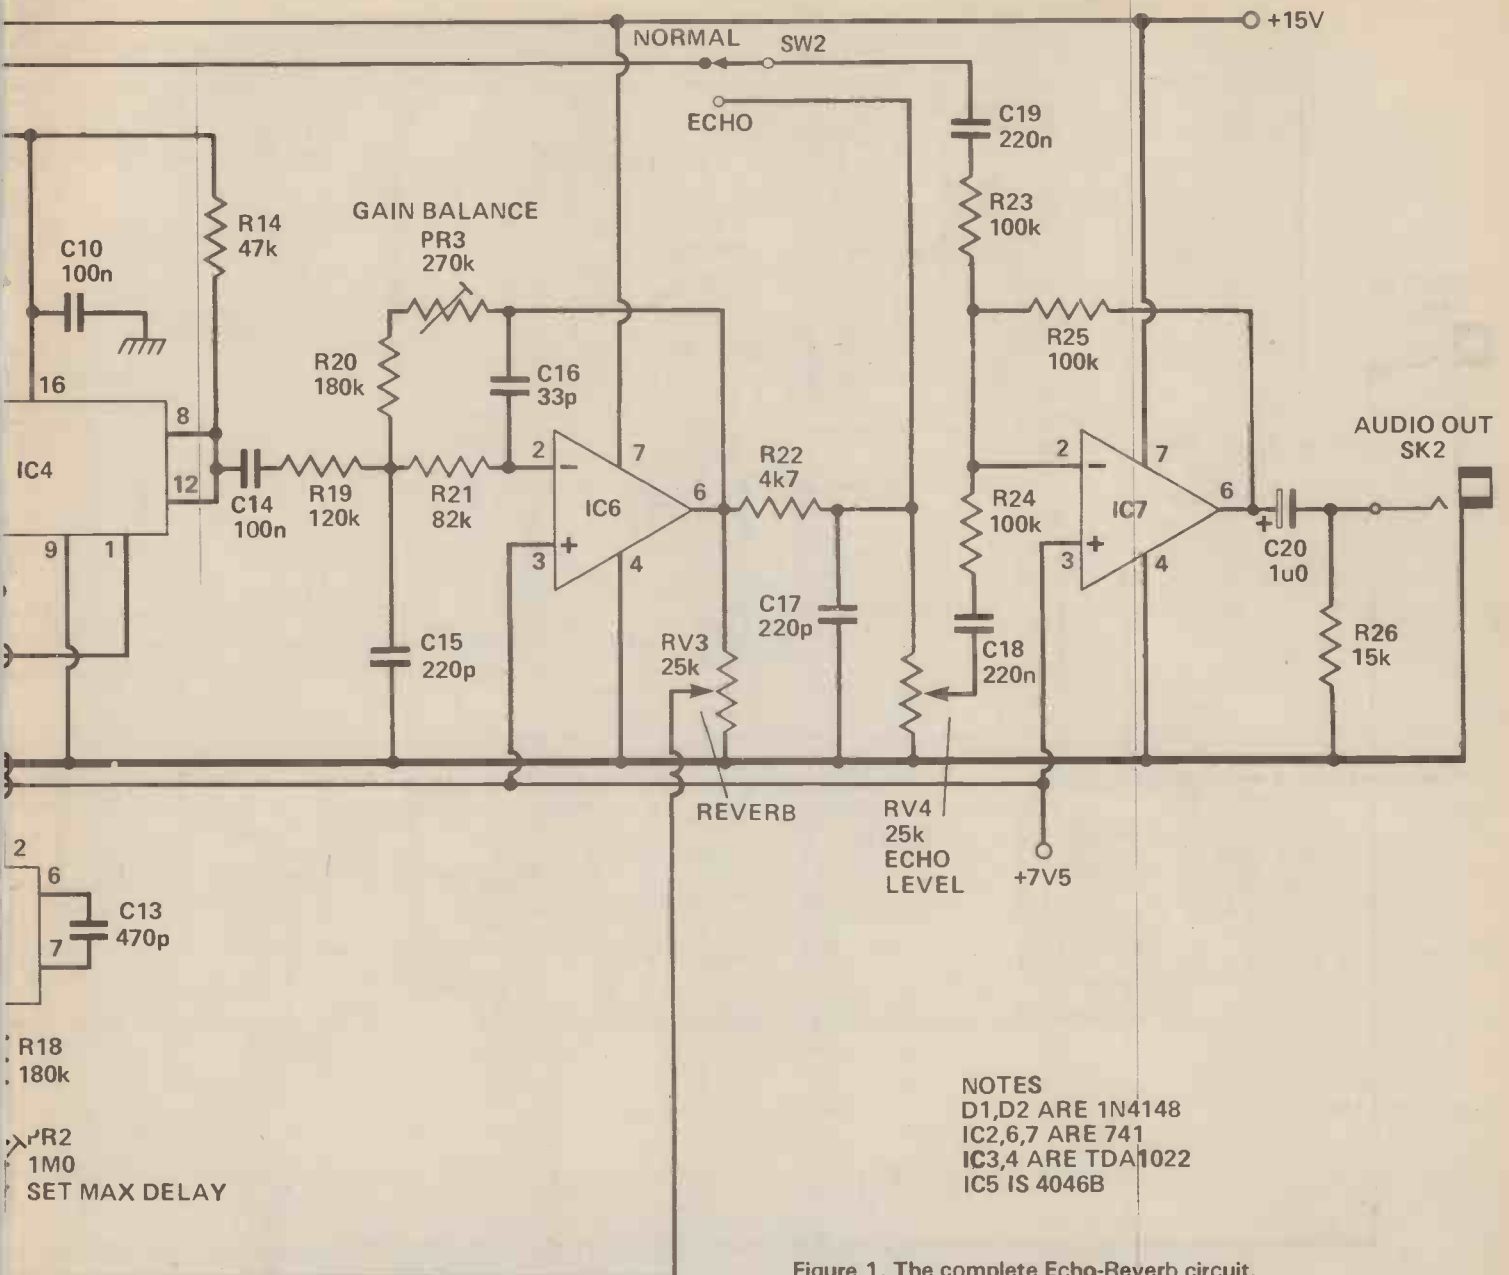 +15V
NORMAL
SW2
ECHO
C19
220n
R14
47k
GAIN BALANCE
PR3
270k
R23
100k
C10
100n
R25
100k
R20
180k
C16
33p
16
8
IC4
12
9
1
C14
100n
R19
120k
R21
82k
2
7
IC6
6
3
4
R22
4k7
2
7
IC7
6
3
4
R24
100k
AUDIO OUT
SK2
+
C20
1u0
C15
220p
RV3
25k
C17
220p
C18
220n
R26
15k
REVERB
RV4
25k
ECHO
LEVEL
+7V5
2
6
7
C13
470p
R18
180k
PR2
1M0
SET MAX DELAY
NOTES
D1,D2 ARE 1N4148
IC2,6,7 ARE 741
IC3,4 ARE TDA1022
IC5 IS 4046B
Figure 1. The complete Echo-Reverb circuit.